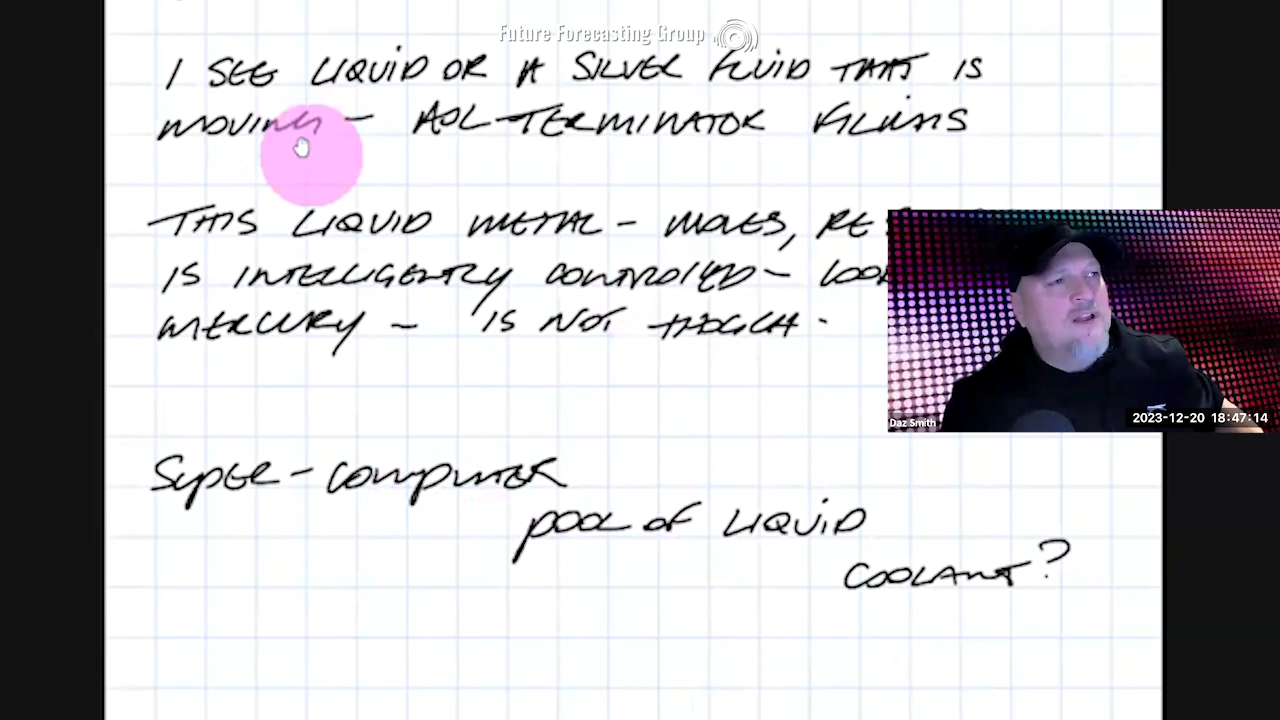 Future Forecasting Group
I SEE LIQUID OR A SILVER FLUID THAT IS
MOVING - AOL-TERMINATOR FILMS
THIS LIQUID METAL - MOVES,
IS INTELLIGENTLY CONTROLLED -
MERCURY - IS NOT THOUGH.
SUPER-COMPUTER
POOL OF LIQUID
COOLANT?
Daz Smith
2023-12-20 18:47:14